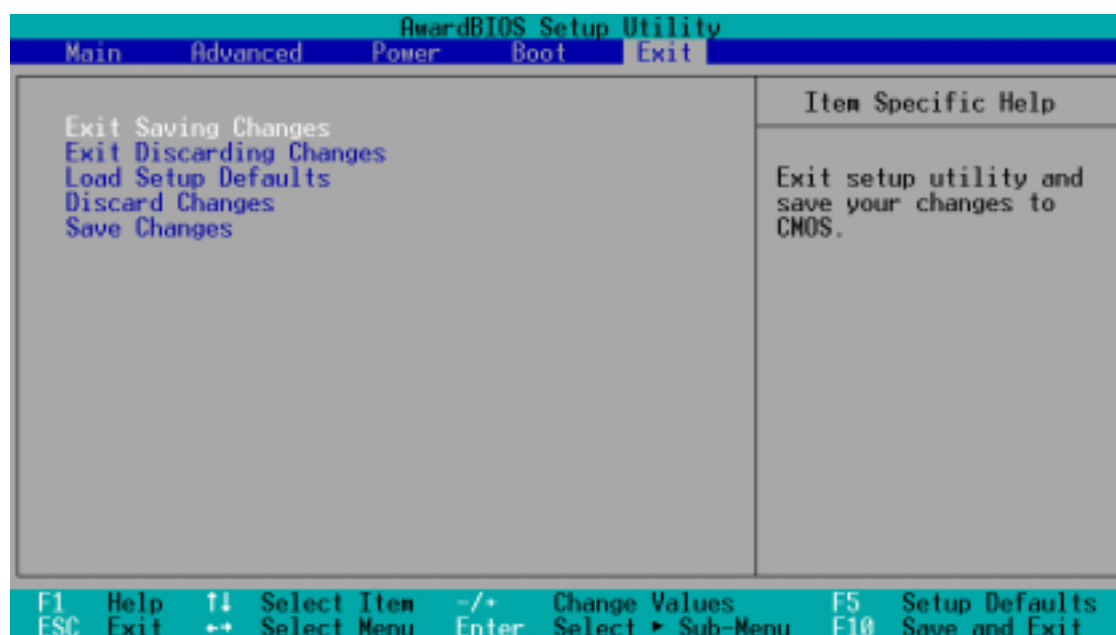 AwardBIOS Setup Utility
Main Advanced Power Boot Exit
Item Specific Help
Exit Saving Changes
Exit Discarding Changes
Load Setup Defaults
Discard Changes
Save Changes
Exit setup utility and
save your changes to
CMOS.
F1 Help ↑↓ Select Item -/+ Change Values F5 Setup Defaults
ESC Exit ←→ Select Menu Enter Select ► Sub-Menu F10 Save and Exit